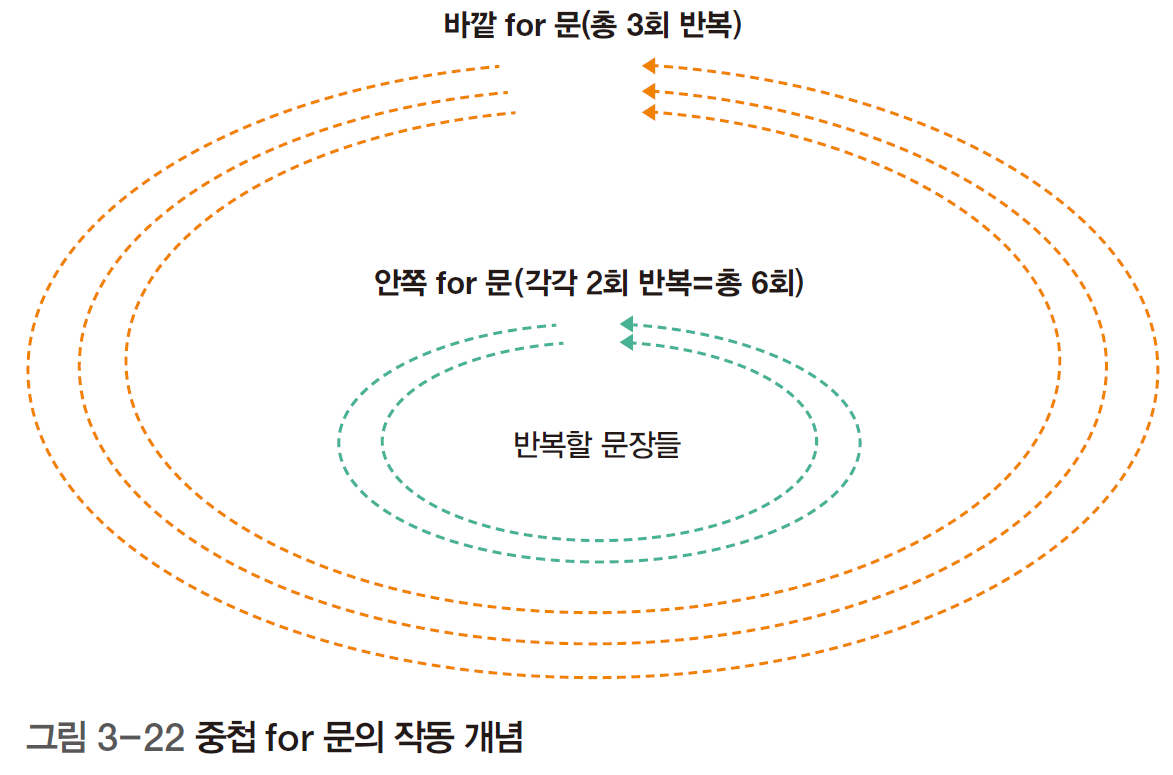 바깥 for 문(총 3회 반복)
안쪽 for 문(각각 2회 반복=총 6회)
반복할 문장들
그림 3-22 중첩 for 문의 작동 개념